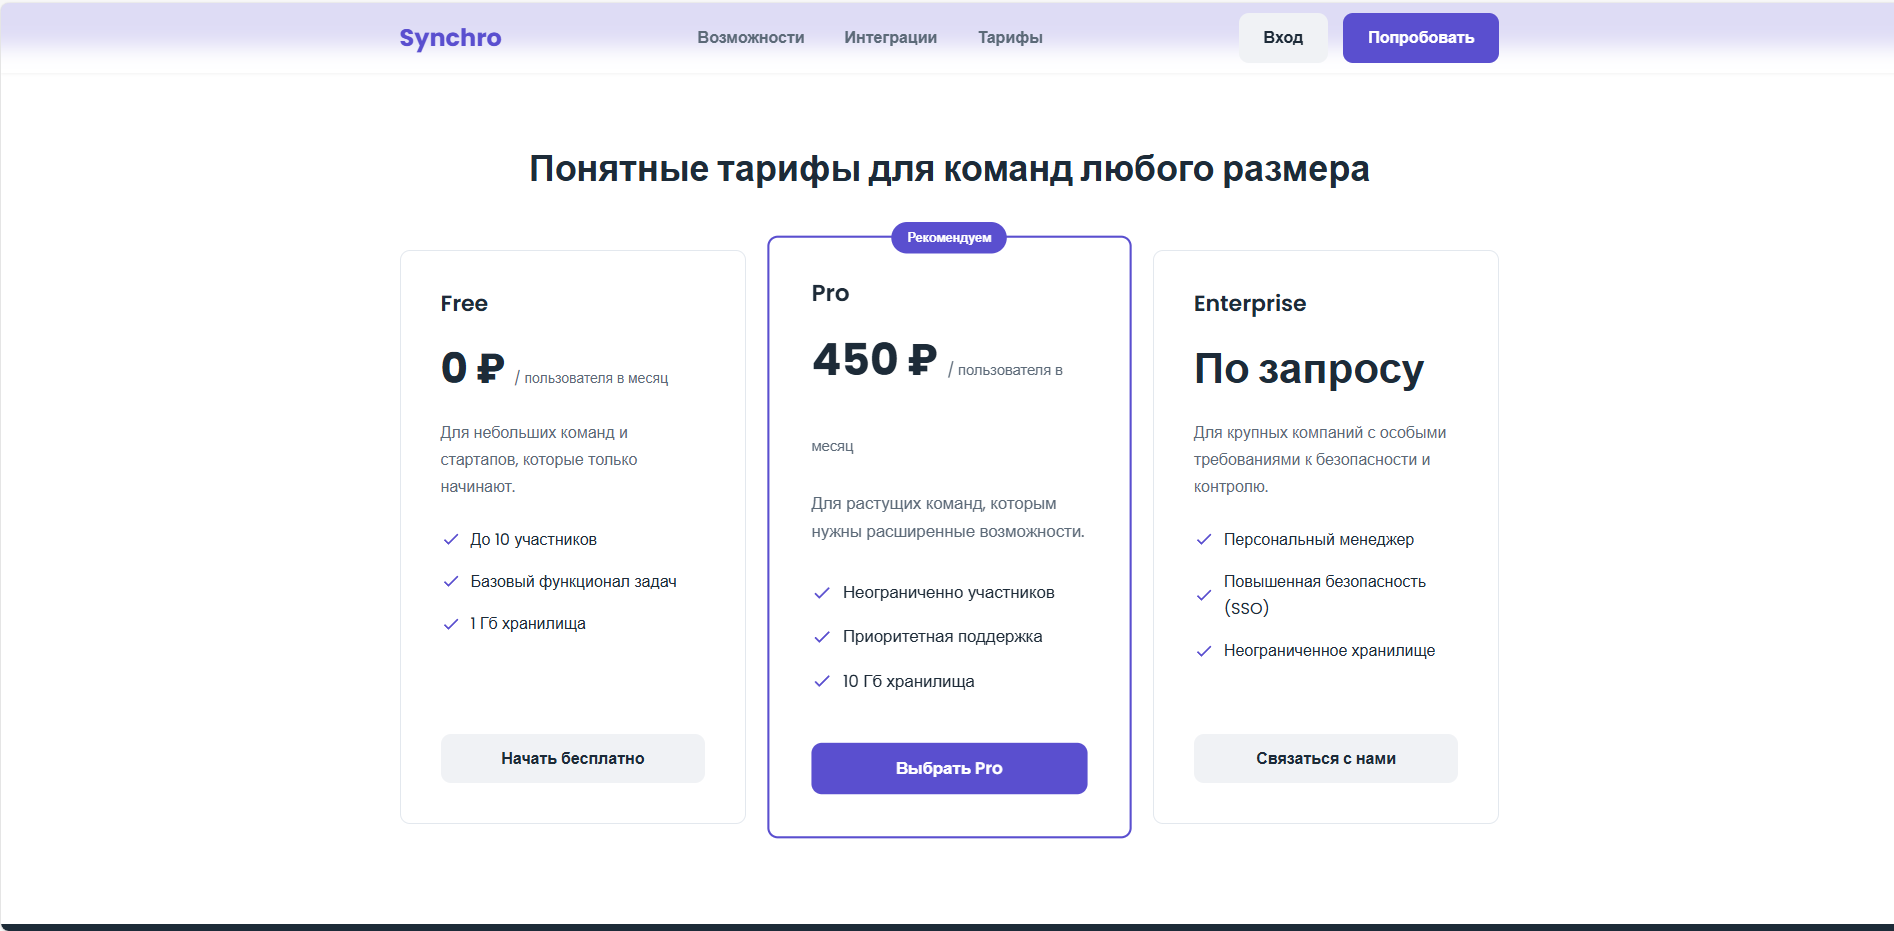 Synchro
Возможности
Интеграции
Тарифы
Вход
Попробовать
Понятные тарифы для команд любого размера
Free
0 ₽ / пользователя в месяц
Для небольших команд и
стартапов, которые только
начинают.
До 10 участников
Базовый функционал задач
1 Гб хранилища
Начать бесплатно
Рекомендуем
Pro
450 ₽ / пользователя в
месяц
Для растущих команд, которым
нужны расширенные возможности.
Неограниченно участников
Приоритетная поддержка
10 Гб хранилища
Выбрать Pro
Enterprise
По запросу
Для крупных компаний с особыми
требованиями к безопасности и
контролю.
Персональный менеджер
Повышенная безопасность
(SSO)
Неограниченное хранилище
Связаться с нами